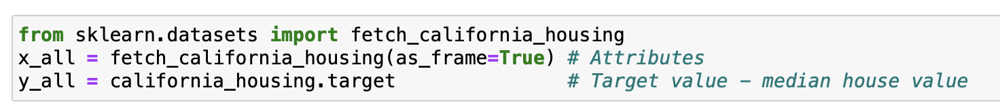 from sklearn.datasets import fetch_california_housing
x_all = fetch_california_housing(as_frame=True) # Attributes
y_all = california_housing.target # Target value – median house value